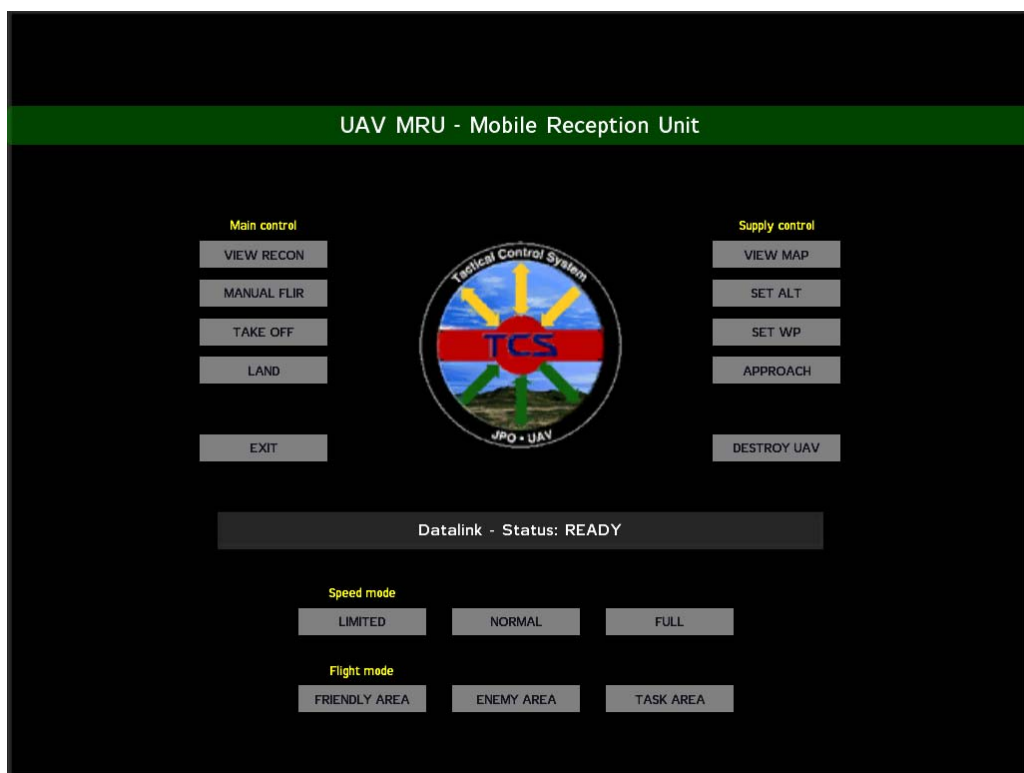 UAV MRU - Mobile Reception Unit
Main control
VIEW RECON
MANUAL FLIR
TAKE OFF
LAND
EXIT
Tactical Control System
TCS
JPO • UAV
Supply control
VIEW MAP
SET ALT
SET WP
APPROACH
DESTROY UAV
Datalink - Status: READY
Speed mode
LIMITED NORMAL FULL
Flight mode
FRIENDLY AREA ENEMY AREA TASK AREA